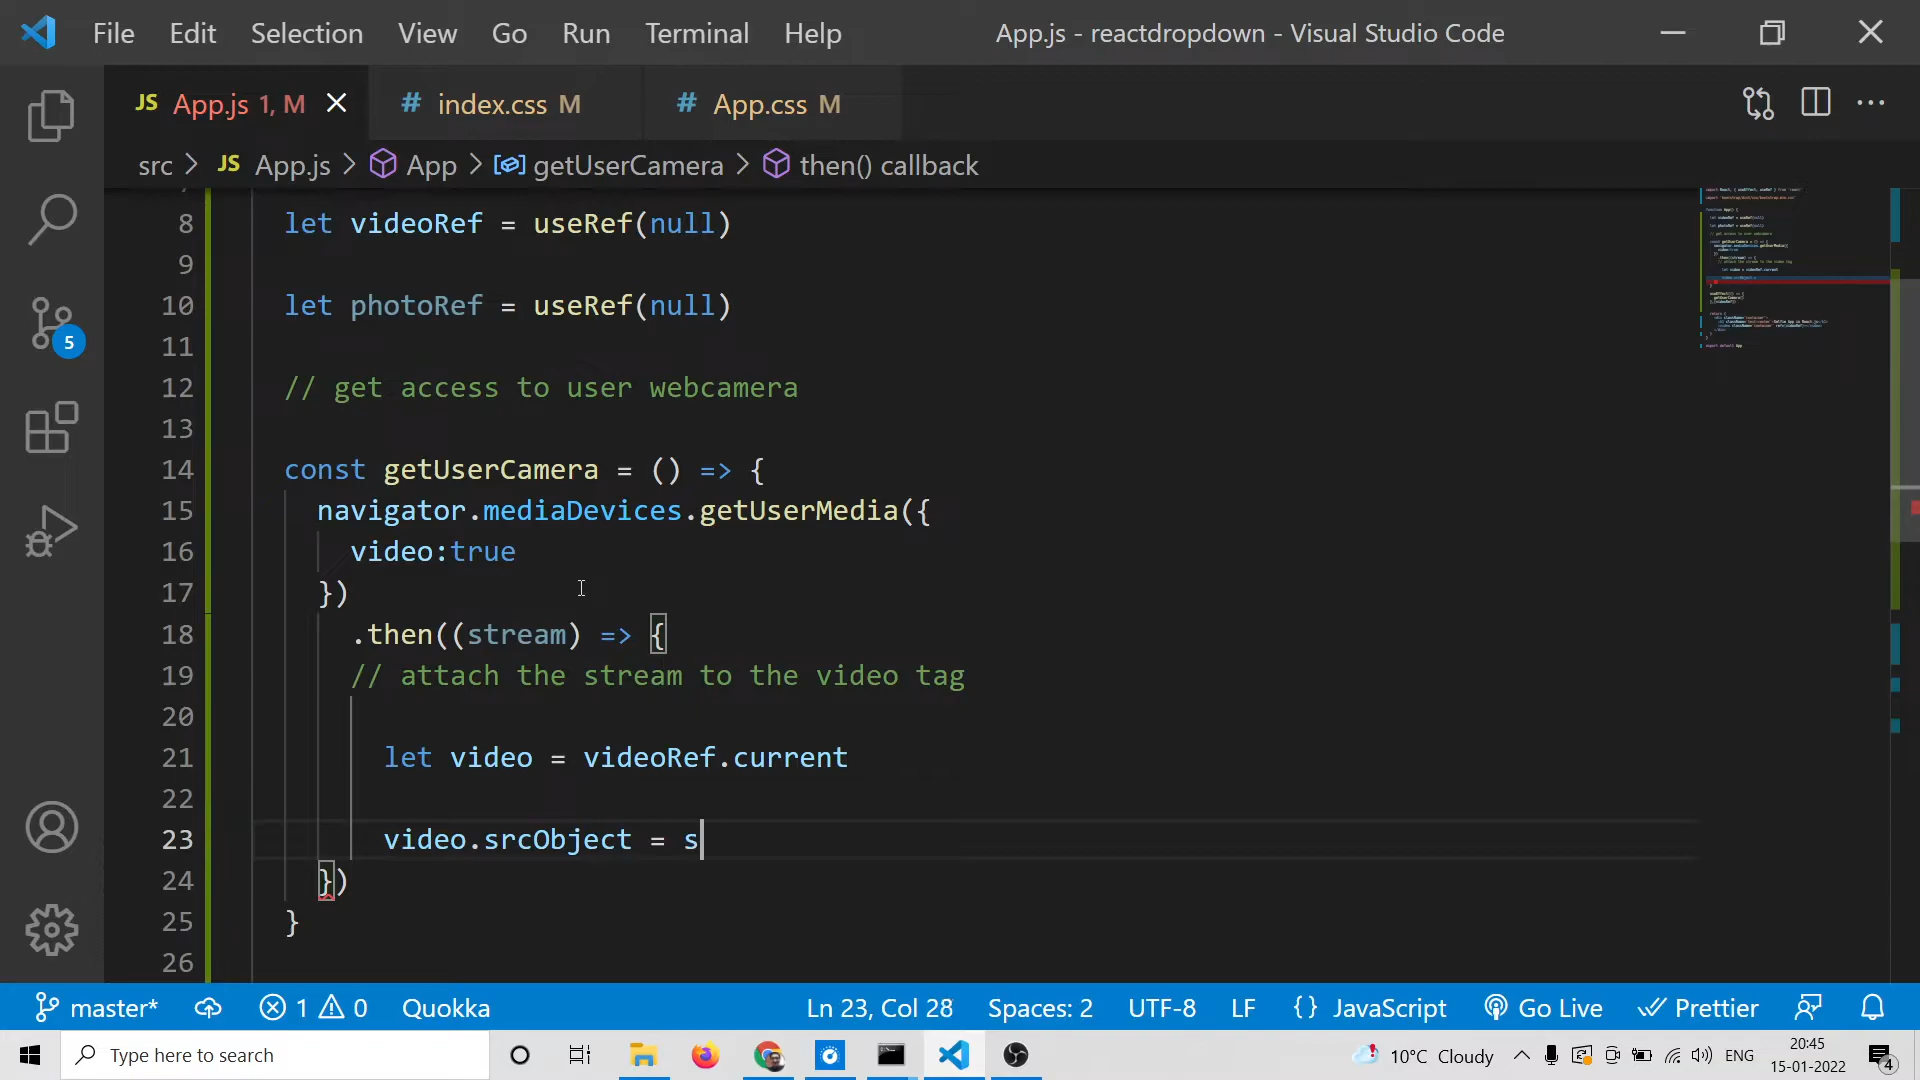 File Edit Selection View Go Run Terminal Help App.js - reactdropdown - Visual Studio Code
JS App.js 1, M # index.css M # App.css M
src > JS App.js > App > getUserCamera > then() callback
8 let videoRef = useRef(null)
9
10 let photoRef = useRef(null)
11
12 // get access to user webcamera
13
14 const getUserCamera = () => {
15 navigator.mediaDevices.getUserMedia({
16 video:true
17 })
18 .then((stream) => {
19 // attach the stream to the video tag
20
21 let video = videoRef.current
22
23 video.srcObject = s
24 })
25 }
26
5
master* 1 0 Quokka Ln 23, Col 28 Spaces: 2 UTF-8 LF {} JavaScript Go Live Prettier
Type here to search 10°C Cloudy ENG 20:45
15-01-2022 4